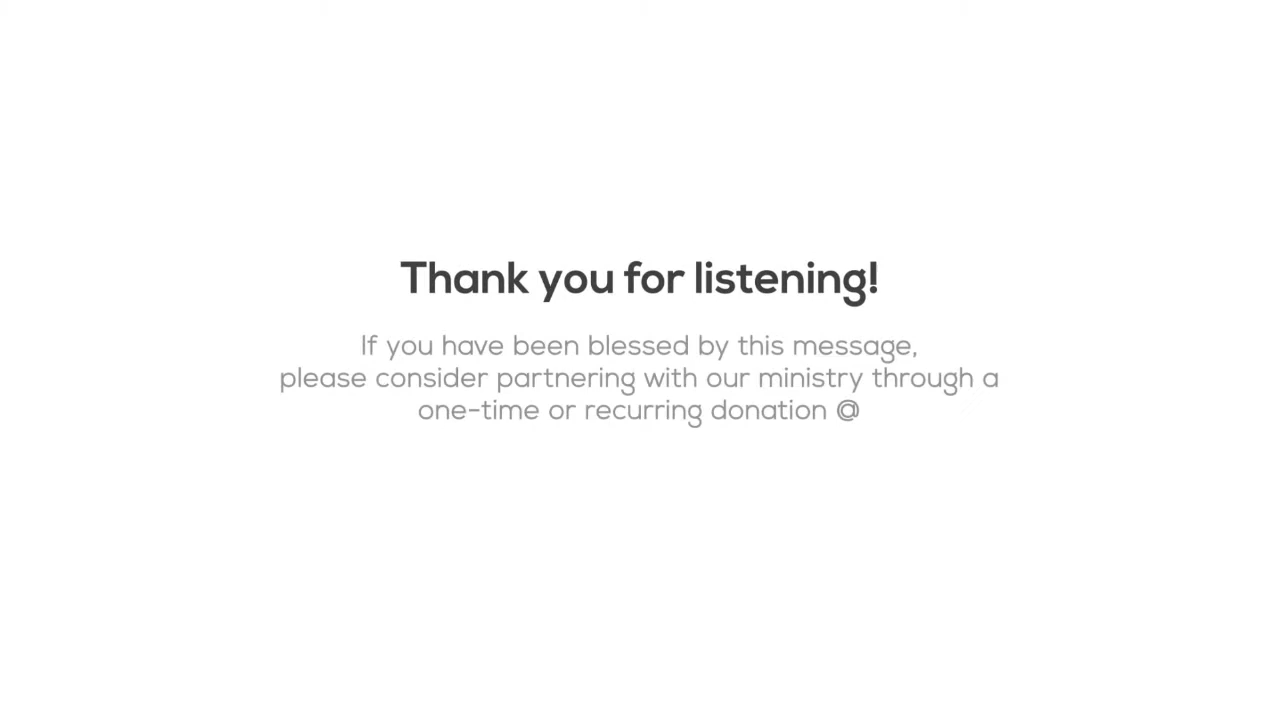 Thank you for listening!
If you have been blessed by this message,
please consider partnering with our ministry through a
one-time or recurring donation @